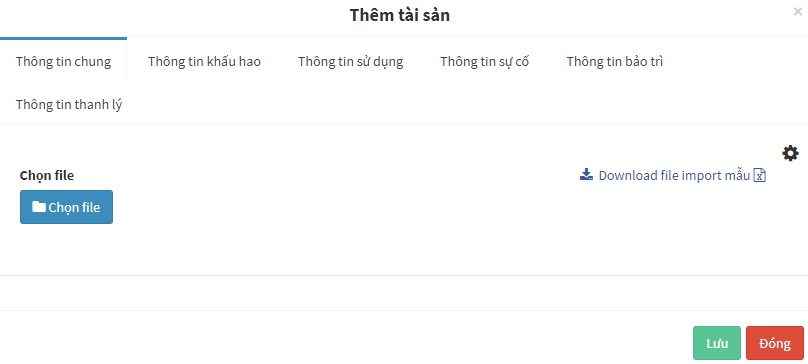 Thêm tài sản
×
Thông tin chung
Thông tin khấu hao
Thông tin sử dụng
Thông tin sự cố
Thông tin bảo trì
Thông tin thanh lý
Chọn file
Download file import mẫu
Chọn file
Lưu
Đóng